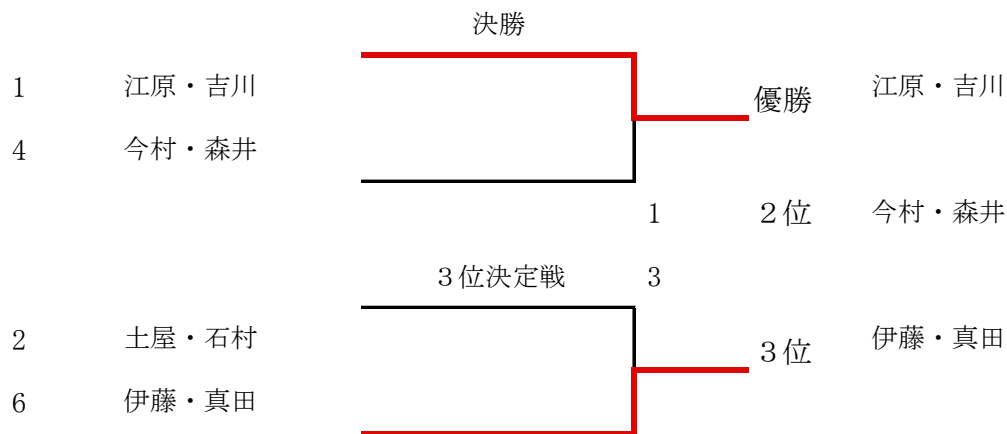 決勝
1 江原・吉川 優勝 江原・吉川
4 今村・森井
1 ２位 今村・森井
３位決定戦 3
2 土屋・石村 ３位 伊藤・真田
6 伊藤・真田